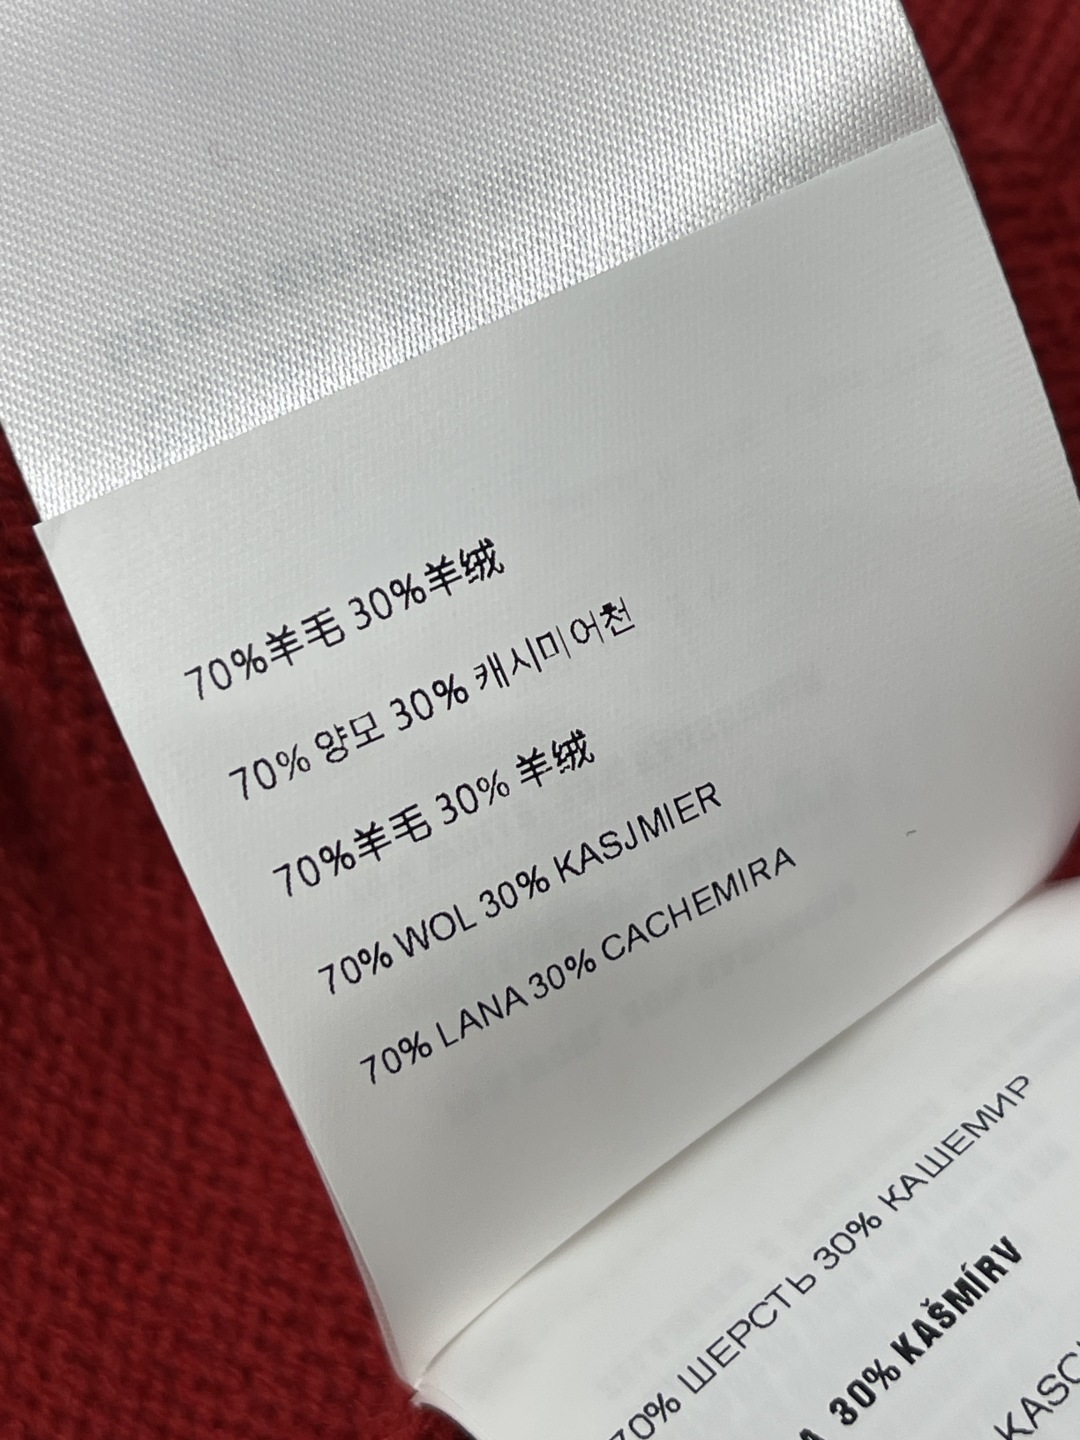 70%羊毛 30%羊绒
70% 양모 30% 캐시미어천
70%羊毛 30% 羊绒
70% WOL 30% KASJMIER
70% LANA 30% CACHEMIRA
70% ШЕРСТЬ 30% КАШЕМИР
30% KAŠMÍRV